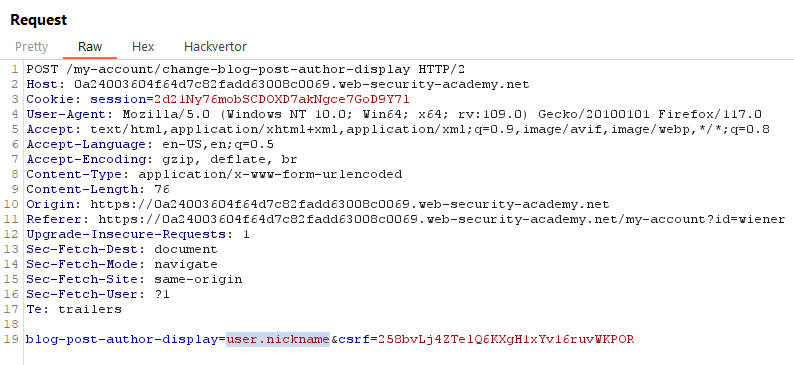 Request
Pretty Raw Hex Hackvertor
1 POST /my-account/change-blog-post-author-display HTTP/2
2 Host: 0a24003604f64d7c82fadd63008c0069.web-security-academy.net
3 Cookie: session=2d21Ny76mobSCDOXD7akNgce7GoD9Y7l
4 User-Agent: Mozilla/5.0 (Windows NT 10.0; Win64; x64; rv:109.0) Gecko/20100101 Firefox/117.0
5 Accept: text/html,application/xhtml+xml,application/xml;q=0.9,image/avif,image/webp,*/*;q=0.8
6 Accept-Language: en-US,en;q=0.5
7 Accept-Encoding: gzip, deflate, br
8 Content-Type: application/x-www-form-urlencoded
9 Content-Length: 76
10 Origin: https://0a24003604f64d7c82fadd63008c0069.web-security-academy.net
11 Referer: https://0a24003604f64d7c82fadd63008c0069.web-security-academy.net/my-account?id=wiener
12 Upgrade-Insecure-Requests: 1
13 Sec-Fetch-Dest: document
14 Sec-Fetch-Mode: navigate
15 Sec-Fetch-Site: same-origin
16 Sec-Fetch-User: ?1
17 Te: trailers
18
19 blog-post-author-display=user.nickname&csrf=258bvLj4ZTelQ6KXgH1xYv16ruvWKPOR